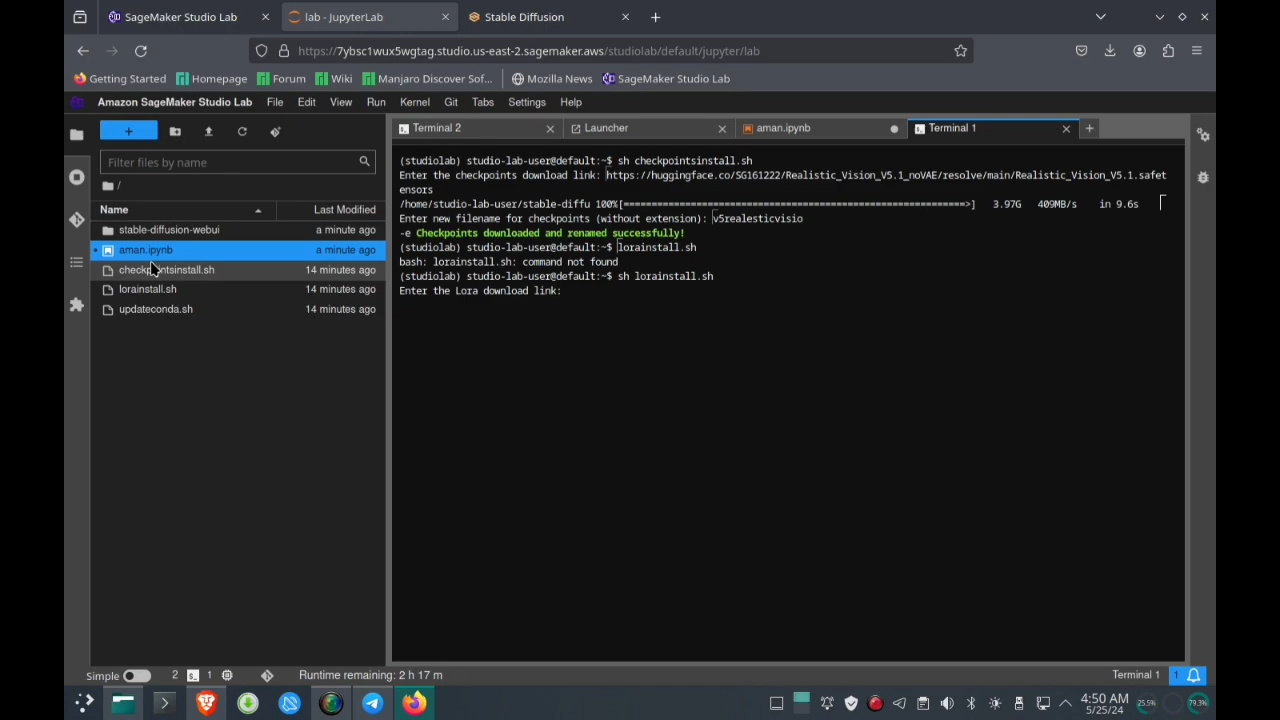 SageMaker Studio Lab
lab - JupyterLab
Stable Diffusion
https://7ybsc1wux5wgtag.studio.us-east-2.sagemaker.aws/studiolab/default/jupyter/lab
Getting Started
Homepage
Forum
Wiki
Manjaro Discover Sof...
Mozilla News
SageMaker Studio Lab
Amazon SageMaker Studio Lab
File
Edit
View
Run
Kernel
Git
Tabs
Settings
Help
Filter files by name
/
Name
Last Modified
stable-diffusion-webui
a minute ago
aman.ipynb
a minute ago
checkpointsinstall.sh
14 minutes ago
lorainstall.sh
14 minutes ago
updateconda.sh
14 minutes ago
Terminal 2
Launcher
aman.ipynb
Terminal 1
(studiolab) studio-lab-user@default:~$ sh checkpointsinstall.sh
Enter the checkpoints download link: https://huggingface.co/SG161222/Realistic_Vision_V5.1_noVAE/resolve/main/Realistic_Vision_V5.1.safet
ensors
/home/studio-lab-user/stable-diffu 100%[==================================================================>] 3.97G 409MB/s in 9.6s
Enter new filename for checkpoints (without extension): v5realesticvisio
-e Checkpoints downloaded and renamed successfully!
(studiolab) studio-lab-user@default:~$ lorainstall.sh
bash: lorainstall.sh: command not found
(studiolab) studio-lab-user@default:~$ sh lorainstall.sh
Enter the Lora download link:
Simple
2
1
Runtime remaining: 2 h 17 m
Terminal 1
1
4:50 AM
5/25/24
25.5%
79.3%